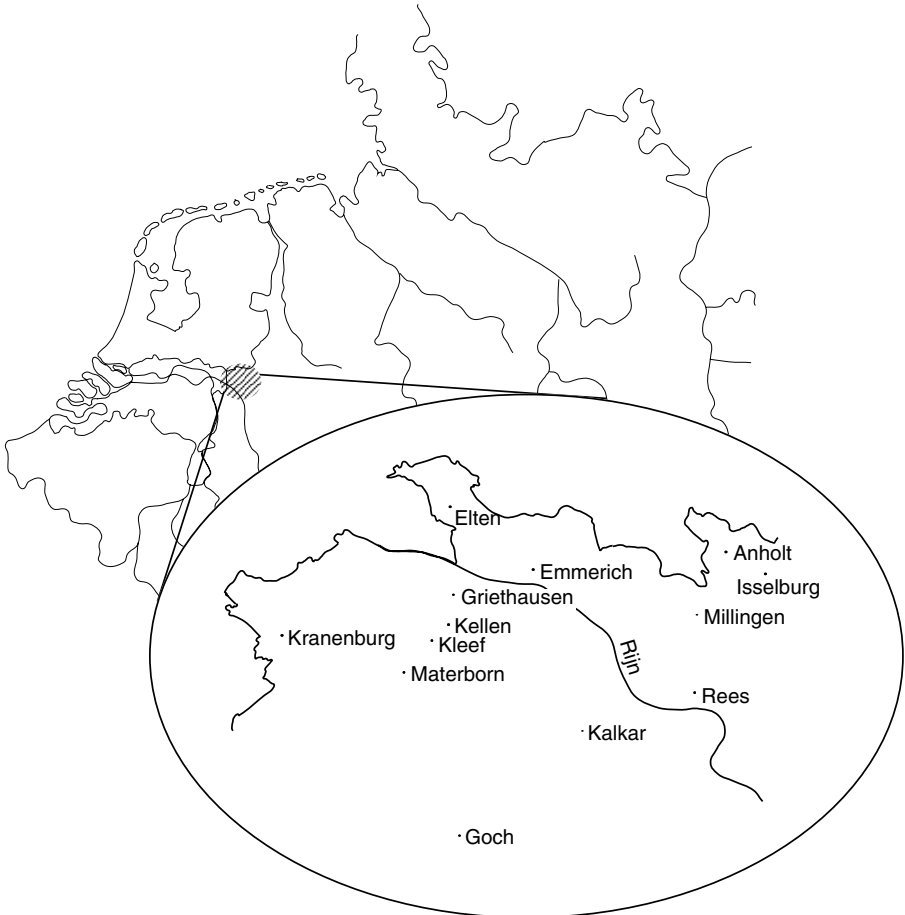 Elten
Anholt
Emmerich
Isselburg
Griethausen
Millingen
Kellen
Kranenburg
Kleef
Rijn
Materborn
Rees
Kalkar
Goch